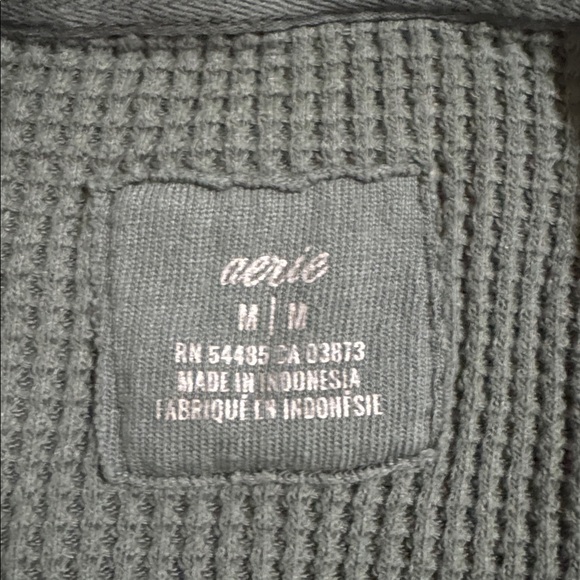 aerie
M | M
RN 54485 CA 03873
MADE IN INDONESIA
FABRIQUÉ EN INDONÉSIE